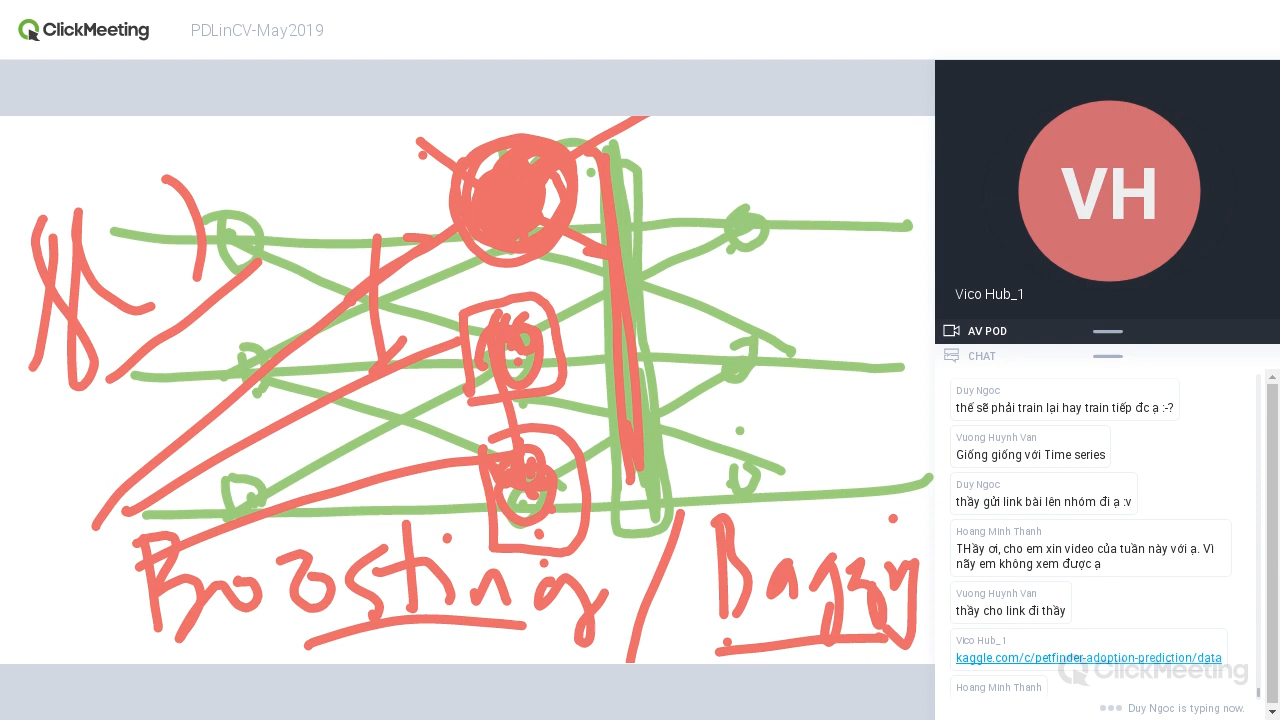 ClickMeeting
PDLinCV-May2019
VH
Vico Hub_1
AV POD
CHAT
Duy Ngoc
thế sẽ phải train lại hay train tiếp đc ạ :-?
Vuong Huynh Van
Giống giống với Time series
Duy Ngoc
thầy gửi link bài lên nhóm đi ạ :v
Hoang Minh Thanh
THầy ơi, cho em xin video của tuần này với ạ. Vì
nãy em không xem được ạ
Vuong Huynh Van
thầy cho link đi thầy
Vico Hub_1
kaggle.com/c/petfinder-adoption-prediction/data
ClickMeeting
Hoang Minh Thanh
Duy Ngoc is typing now.
Boosting / Bagging